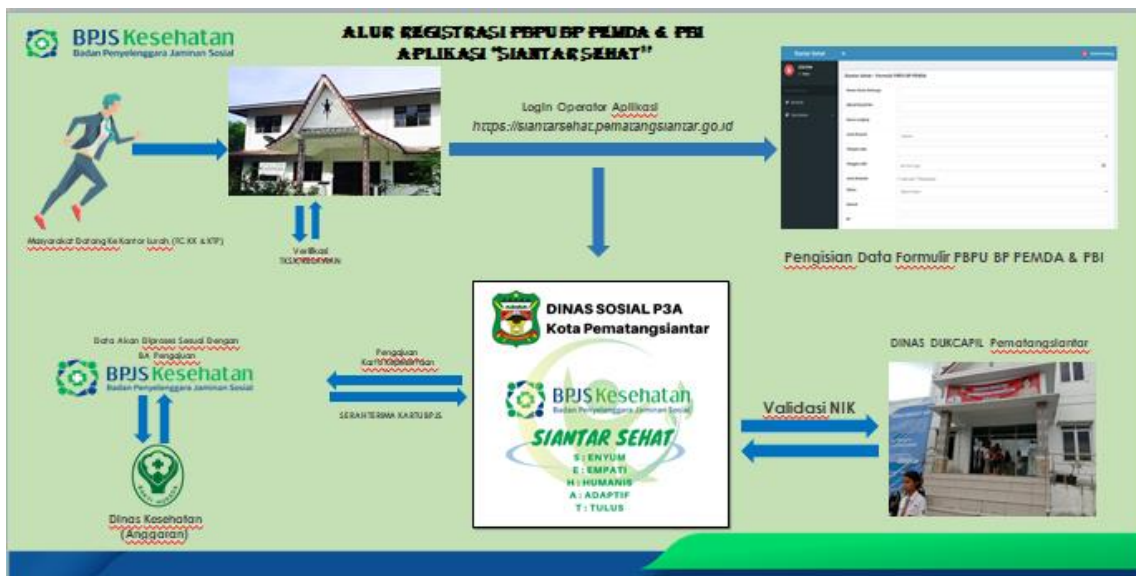 BPJS Kesehatan
Badan Penyelenggara Jaminan Sosial
ALUR REGISTRASI PBPU BP PEMDA & PBI
APLIKASI "SIANTAR SEHAT"
Login Operator Aplikasi
https://siantarsehat.pematangsiantar.go.id
Masyarakat Datang Ke Kantor Lurah (FC KK & KTP)
Verifikasi
Pengisian Data Formulir PBPU BP PEMDA & PBI
DINAS SOSIAL P3A
Kota Pematangsiantar
BPJS Kesehatan
Badan Penyelenggara Jaminan Sosial
SIANTAR SEHAT
S : ENYUM
E : EMPATI
H : HUMANIS
A : ADAPTIF
T : TULUS
Data Akan Diproses Sesuai Dengan
BA Pengajuan
BPJS Kesehatan
Badan Penyelenggara Jaminan Sosial
Pengajuan
Kartu Kepesertaan
SERAH TERIMA KARTU BPJS
BAKTI HUSADA
Dinas Kesehatan
(Anggaran)
Validasi NIK
DINAS DUKCAPIL Pematangsiantar